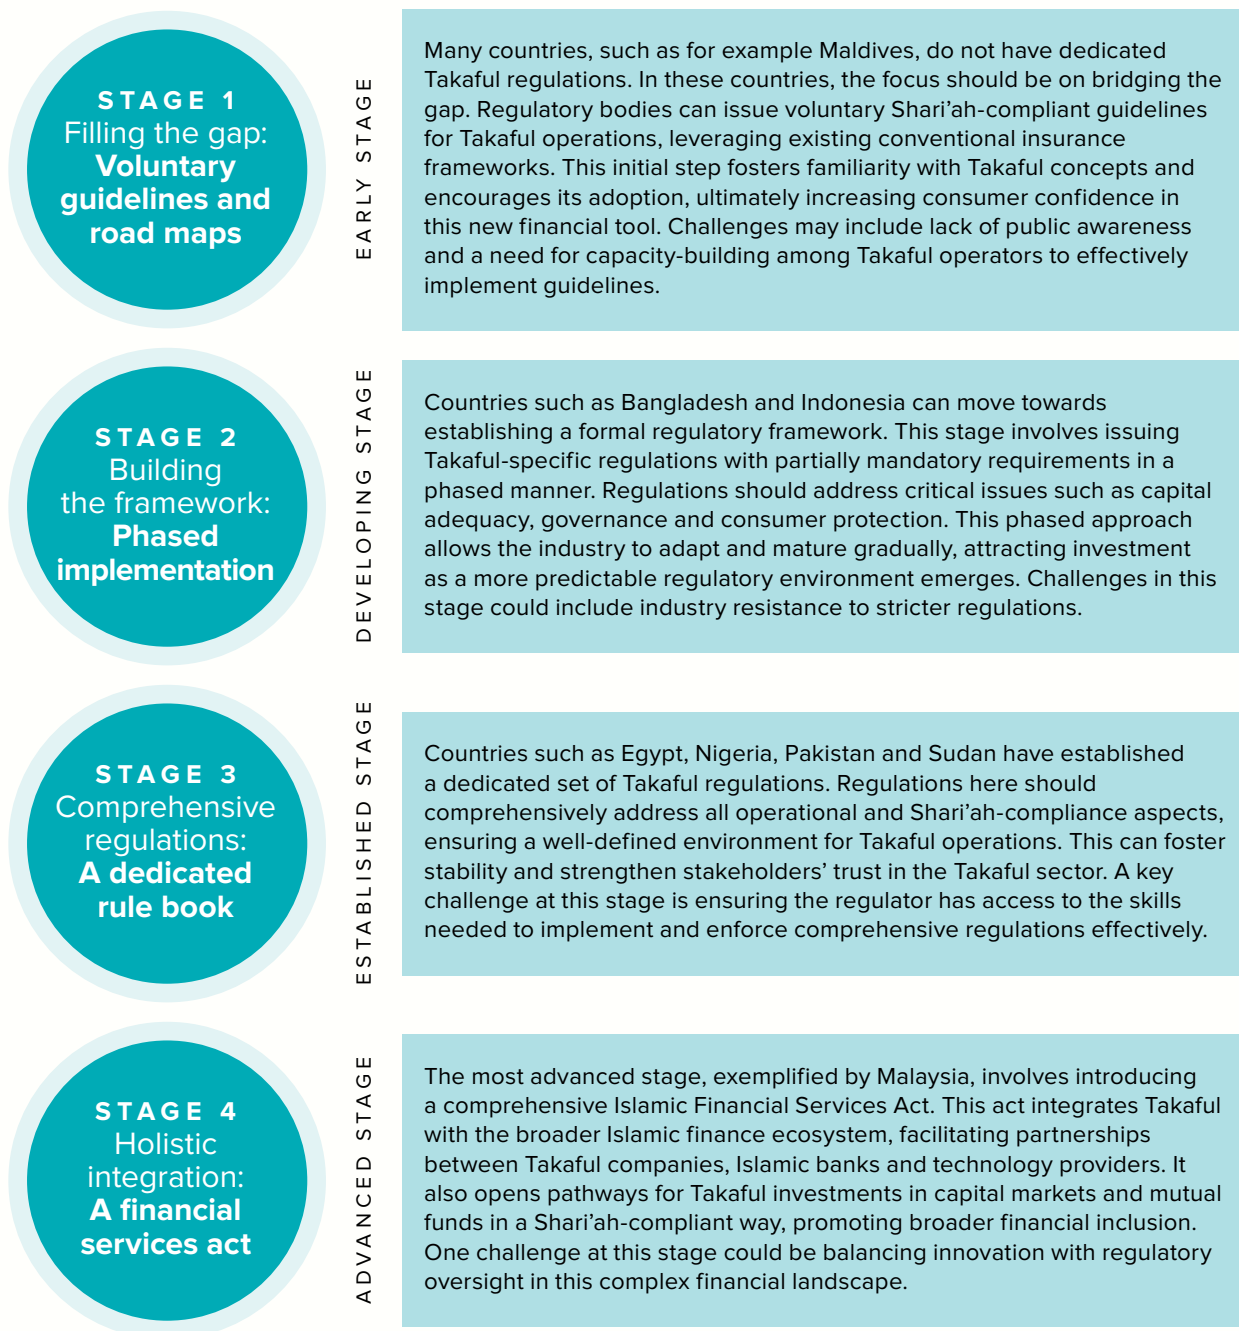 STAGE 1
Filling the gap:
Voluntary
guidelines and
road maps
EARLY STAGE
Many countries, such as for example Maldives, do not have dedicated
Takaful regulations. In these countries, the focus should be on bridging the
gap. Regulatory bodies can issue voluntary Shari’ah-compliant guidelines
for Takaful operations, leveraging existing conventional insurance
frameworks. This initial step fosters familiarity with Takaful concepts and
encourages its adoption, ultimately increasing consumer confidence in
this new financial tool. Challenges may include lack of public awareness
and a need for capacity-building among Takaful operators to effectively
implement guidelines.
STAGE 2
Building
the framework:
Phased
implementation
DEVELOPING STAGE
Countries such as Bangladesh and Indonesia can move towards
establishing a formal regulatory framework. This stage involves issuing
Takaful-specific regulations with partially mandatory requirements in a
phased manner. Regulations should address critical issues such as capital
adequacy, governance and consumer protection. This phased approach
allows the industry to adapt and mature gradually, attracting investment
as a more predictable regulatory environment emerges. Challenges in this
stage could include industry resistance to stricter regulations.
STAGE 3
Comprehensive
regulations:
A dedicated
rule book
ESTABLISHED STAGE
Countries such as Egypt, Nigeria, Pakistan and Sudan have established
a dedicated set of Takaful regulations. Regulations here should
comprehensively address all operational and Shari’ah-compliance aspects,
ensuring a well-defined environment for Takaful operations. This can foster
stability and strengthen stakeholders’ trust in the Takaful sector. A key
challenge at this stage is ensuring the regulator has access to the skills
needed to implement and enforce comprehensive regulations effectively.
STAGE 4
Holistic
integration:
A financial
services act
ADVANCED STAGE
The most advanced stage, exemplified by Malaysia, involves introducing
a comprehensive Islamic Financial Services Act. This act integrates Takaful
with the broader Islamic finance ecosystem, facilitating partnerships
between Takaful companies, Islamic banks and technology providers. It
also opens pathways for Takaful investments in capital markets and mutual
funds in a Shari’ah-compliant way, promoting broader financial inclusion.
One challenge at this stage could be balancing innovation with regulatory
oversight in this complex financial landscape.